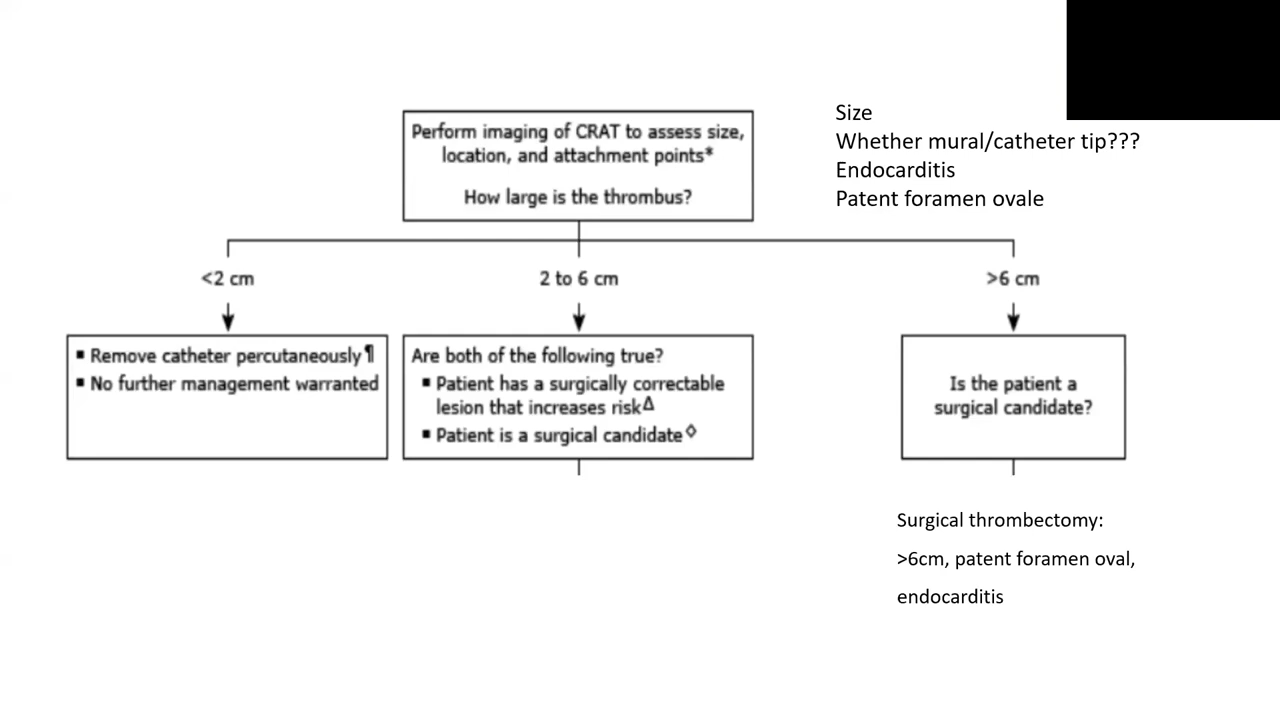 Perform imaging of CRAT to assess size,
location, and attachment points*
How large is the thrombus?
Size
Whether mural/catheter tip???
Endocarditis
Patent foramen ovale
<2 cm
2 to 6 cm
>6 cm
▪ Remove catheter percutaneously¶
▪ No further management warranted
Are both of the following true?
▪ Patient has a surgically correctable
lesion that increases riskΔ
▪ Patient is a surgical candidate◊
Is the patient a
surgical candidate?
Surgical thrombectomy:
>6cm, patent foramen oval,
endocarditis